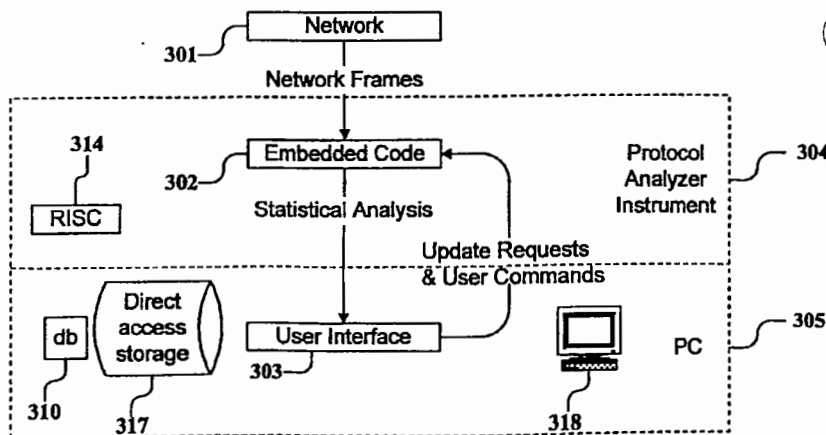 Network
301
Network Frames
314
302
Embedded Code
Protocol
Analyzer
Instrument
304
RISC
Statistical Analysis
Update Requests
& User Commands
db
Direct
access
storage
User Interface
PC
305
310
317
303
318